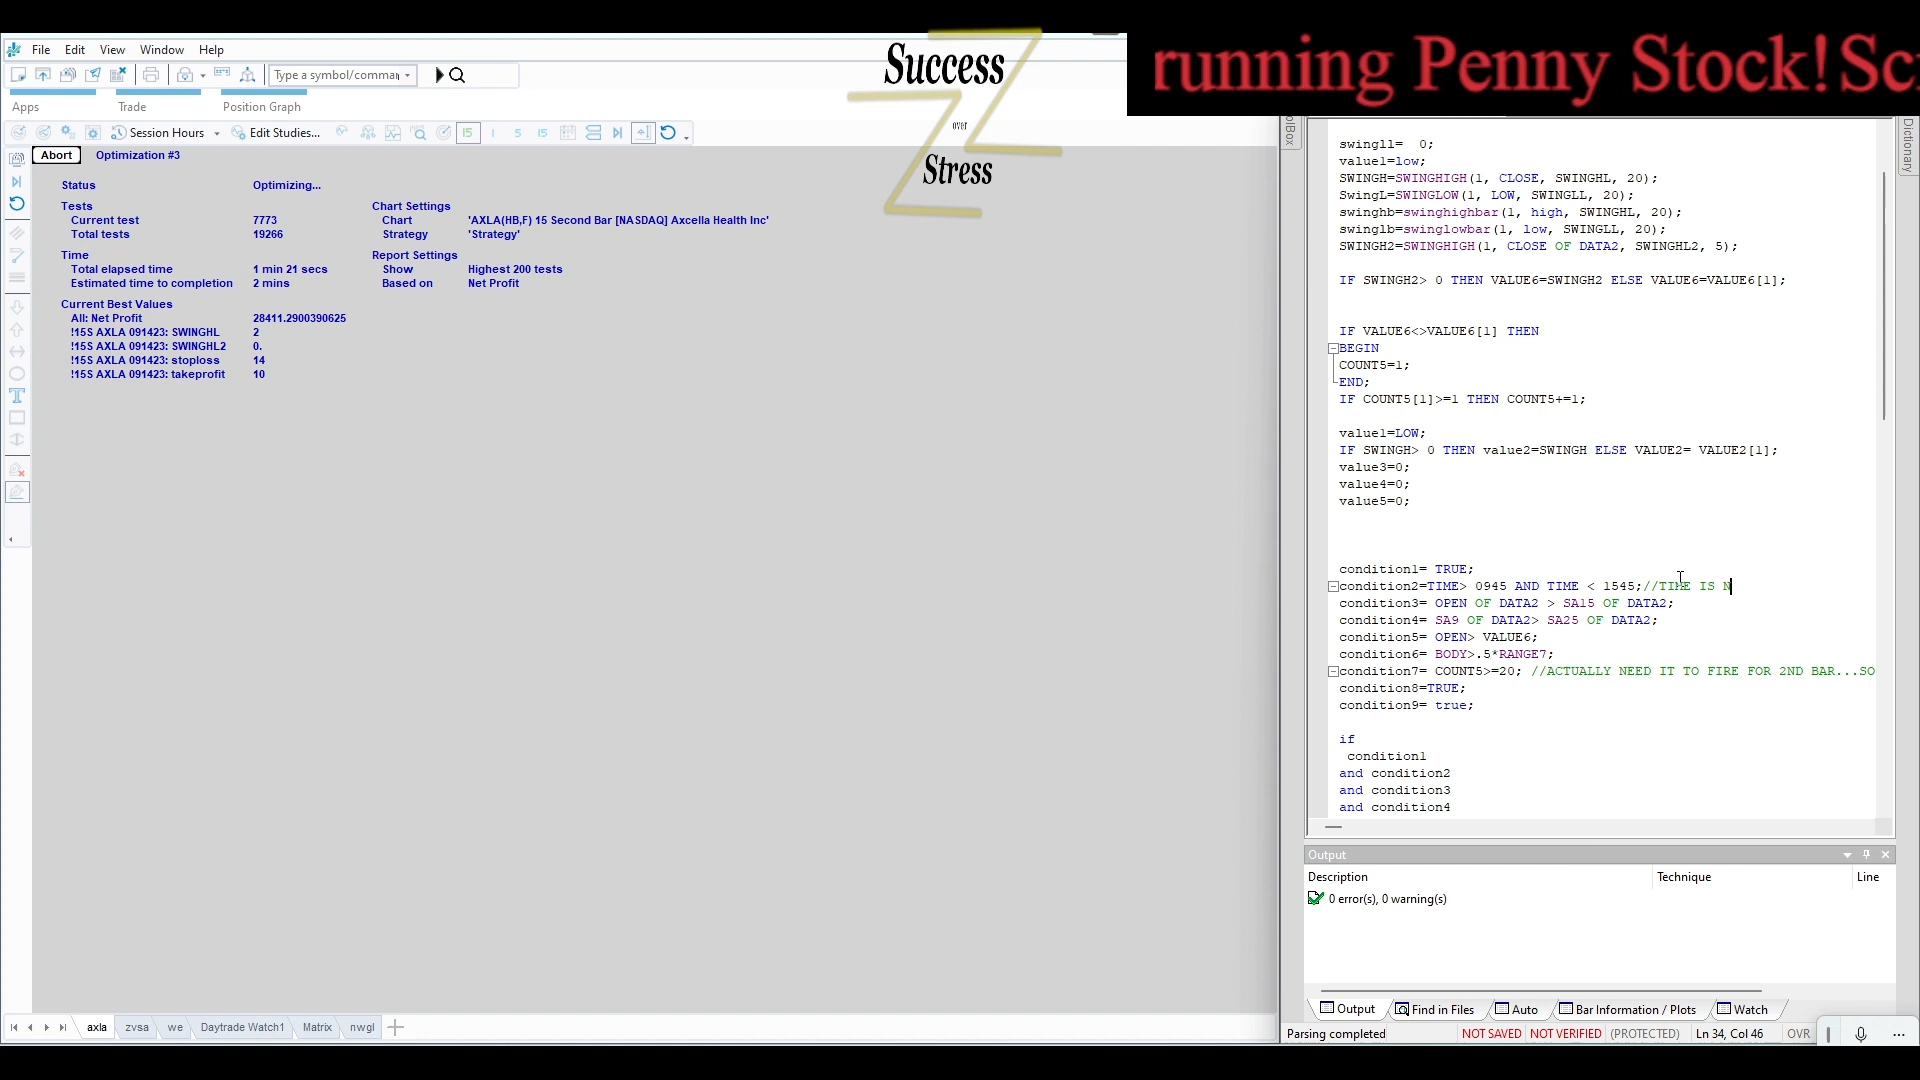 running Penny Stock!Sc
Success
over
Stress
File Edit View Window Help
Type a symbol/comman
Apps Trade Position Graph
Session Hours Edit Studies... 15 1 5 15
Abort Optimization #3
Status Optimizing...
Tests
Current test 7773
Total tests 19266
Time
Total elapsed time 1 min 21 secs
Estimated time to completion 2 mins
Current Best Values
All: Net Profit 28411.2900390625
!15S AXLA 091423: SWINGHL 2
!15S AXLA 091423: SWINGHL2 0.
!15S AXLA 091423: stoploss 14
!15S AXLA 091423: takeprofit 10
Chart Settings
Chart 'AXLA(HB,F) 15 Second Bar [NASDAQ] Axcella Health Inc'
Strategy 'Strategy'
Report Settings
Show Highest 200 tests
Based on Net Profit
axla zvsa we Daytrade Watch1 Matrix nwgl
olBox
Dictionary
swingll=  0;
value1=low;
SWINGH=SWINGHIGH(1, CLOSE, SWINGHL, 20);
SwingL=SWINGLOW(1, LOW, SWINGLL, 20);
swinghb=swinghighbar(1, high, SWINGHL, 20);
swinglb=swinglowbar(1, low, SWINGLL, 20);
SWINGH2=SWINGHIGH(1, CLOSE OF DATA2, SWINGHL2, 5);
IF SWINGH2> 0 THEN VALUE6=SWINGH2 ELSE VALUE6=VALUE6[1];
IF VALUE6<>VALUE6[1] THEN
BEGIN
COUNT5=1;
END;
IF COUNT5[1]>=1 THEN COUNT5+=1;
value1=LOW;
IF SWINGH> 0 THEN value2=SWINGH ELSE VALUE2= VALUE2[1];
value3=0;
value4=0;
value5=0;
condition1= TRUE;
condition2=TIME> 0945 AND TIME < 1545;//TIME IS N
condition3= OPEN OF DATA2 > SA15 OF DATA2;
condition4= SA9 OF DATA2> SA25 OF DATA2;
condition5= OPEN> VALUE6;
condition6= BODY>.5*RANGE7;
condition7= COUNT5>=20; //ACTUALLY NEED IT TO FIRE FOR 2ND BAR...SO
condition8=TRUE;
condition9= true;
if
condition1
and condition2
and condition3
and condition4
Output
Description Technique Line
0 error(s), 0 warning(s)
Output Find in Files Auto Bar Information / Plots Watch
Parsing completed NOT SAVED NOT VERIFIED (PROTECTED) Ln 34, Col 46 OVR